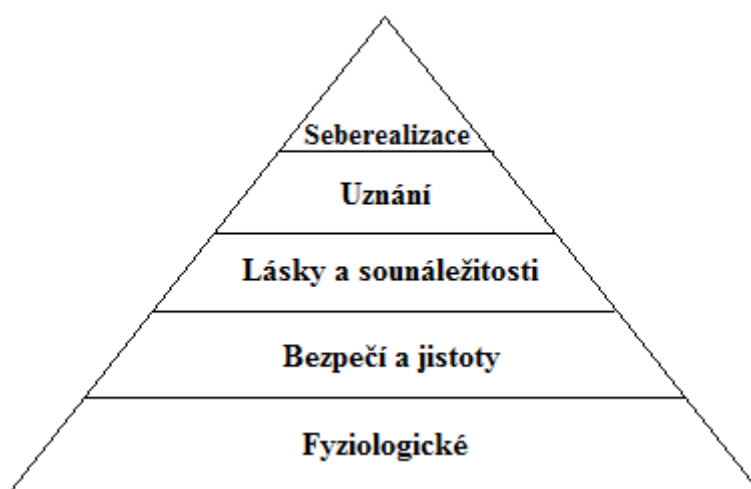 Seberealizace
Uznání
Lásky a sounáležitosti
Bezpečí a jistoty
Fyziologické